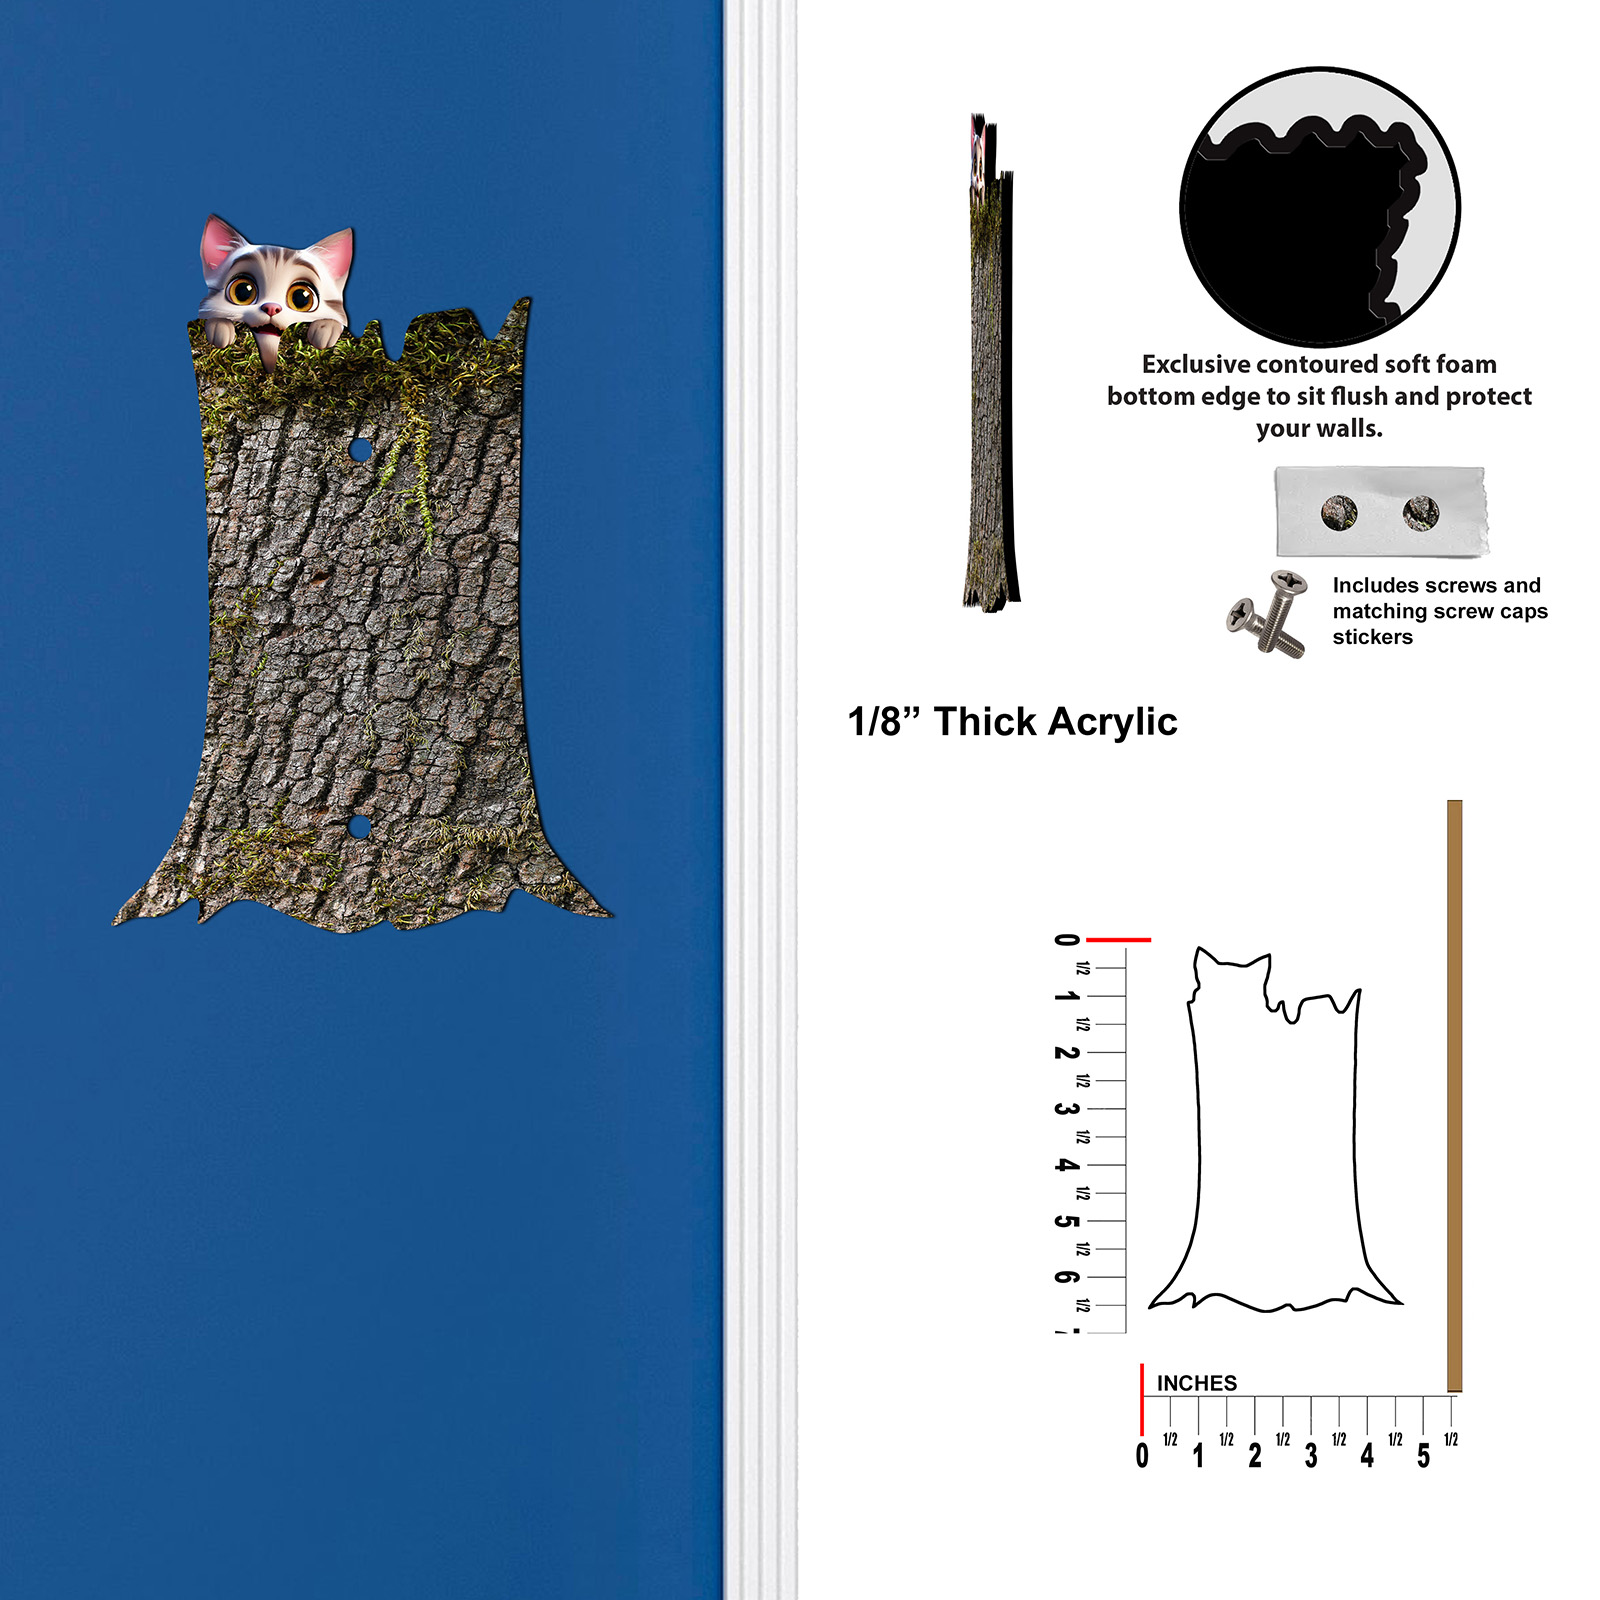 Exclusive contoured soft foam
bottom edge to sit flush and protect
your walls.
Includes screws and
matching screw caps
stickers
1/8” Thick Acrylic
0
1/2
1
1/2
2
1/2
3
1/2
4
1/2
5
1/2
6
1/2
INCHES
0 1/2 1 1/2 2 1/2 3 1/2 4 1/2 5 1/2